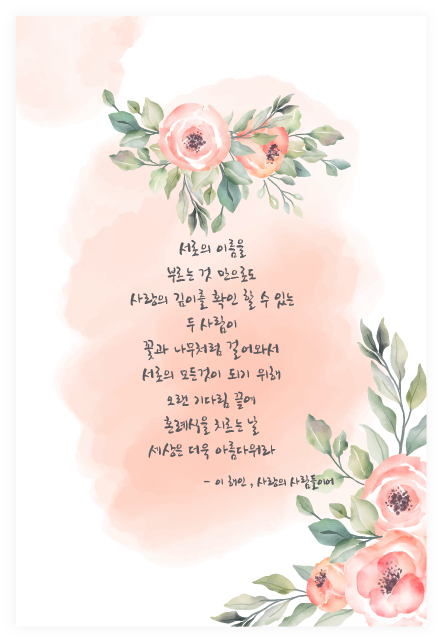 서로의 이름을
부르는 것 만으로도
사랑의 깊이를 확인 할 수 있는
두 사람이
꽃과 나무처럼 걸어와서
서로의 모든것이 되기 위해
오랜 기다림 끝에
혼례식을 치르는 날
세상은 더욱 아름다워라
- 이 해인 , 사랑의 사람들이여